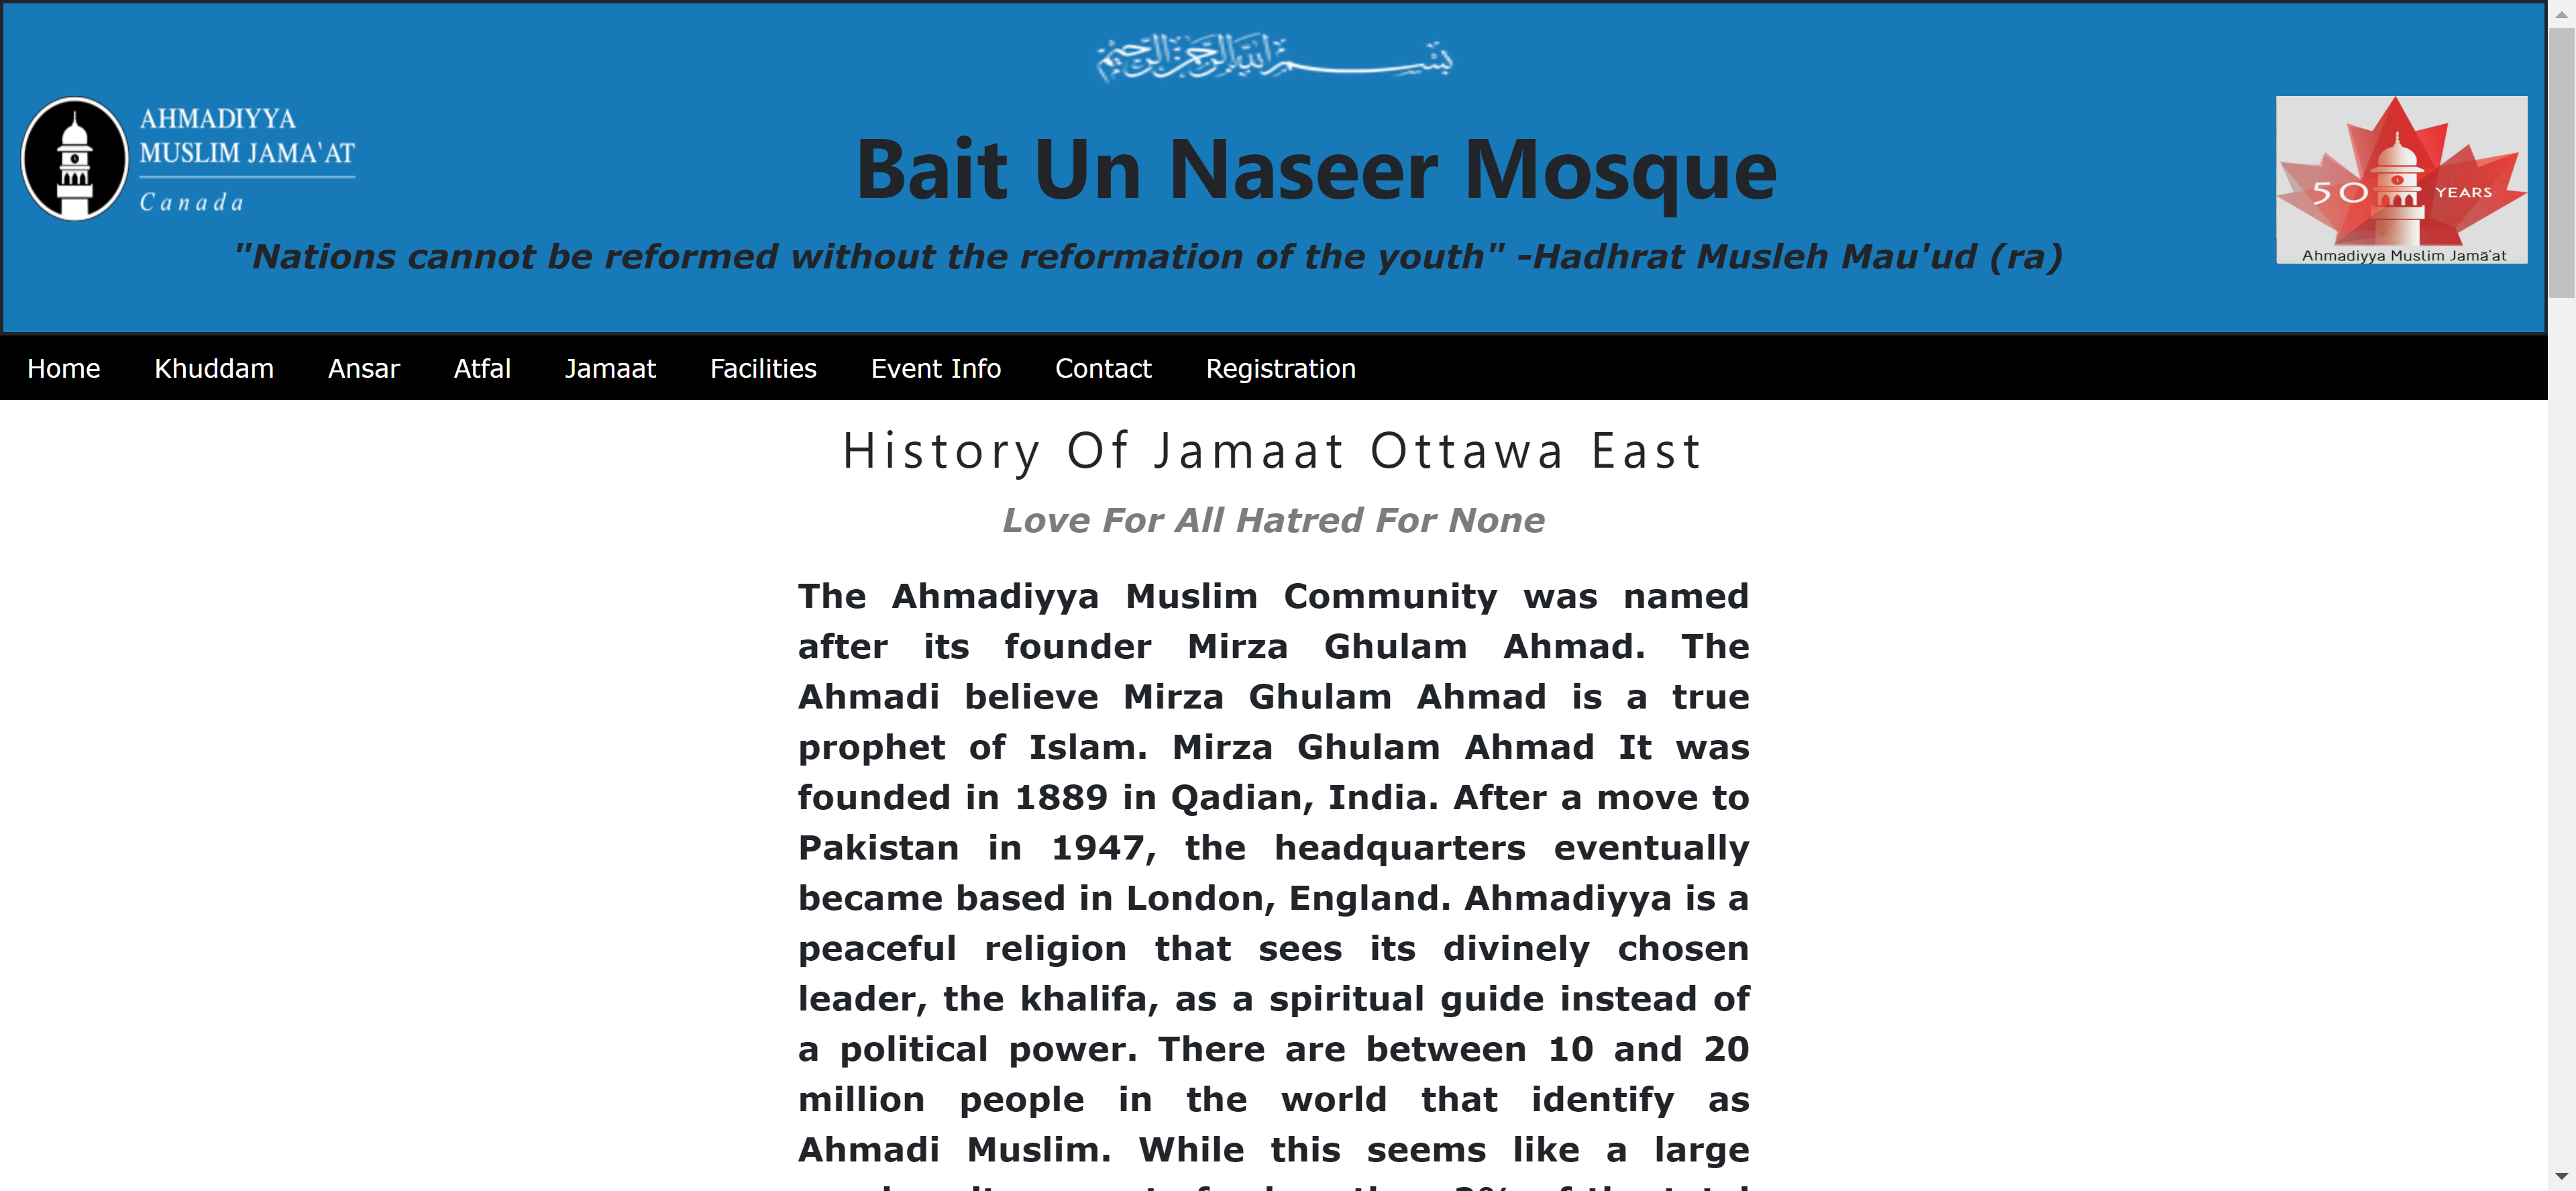 بسم الله الرحمن الرحيم
AHMADIYYA
MUSLIM JAMA'AT
Canada
Bait Un Naseer Mosque
50 YEARS
Ahmadiyya Muslim Jamā'at
"Nations cannot be reformed without the reformation of the youth" -Hadhrat Musleh Mau'ud (ra)
Home Khuddam Ansar Atfal Jamaat Facilities Event Info Contact Registration
History Of Jamaat Ottawa East
Love For All Hatred For None
The Ahmadiyya Muslim Community was named
after its founder Mirza Ghulam Ahmad. The
Ahmadi believe Mirza Ghulam Ahmad is a true
prophet of Islam. Mirza Ghulam Ahmad It was
founded in 1889 in Qadian, India. After a move to
Pakistan in 1947, the headquarters eventually
became based in London, England. Ahmadiyya is a
peaceful religion that sees its divinely chosen
leader, the khalifa, as a spiritual guide instead of
a political power. There are between 10 and 20
million people in the world that identify as
Ahmadi Muslim. While this seems like a large